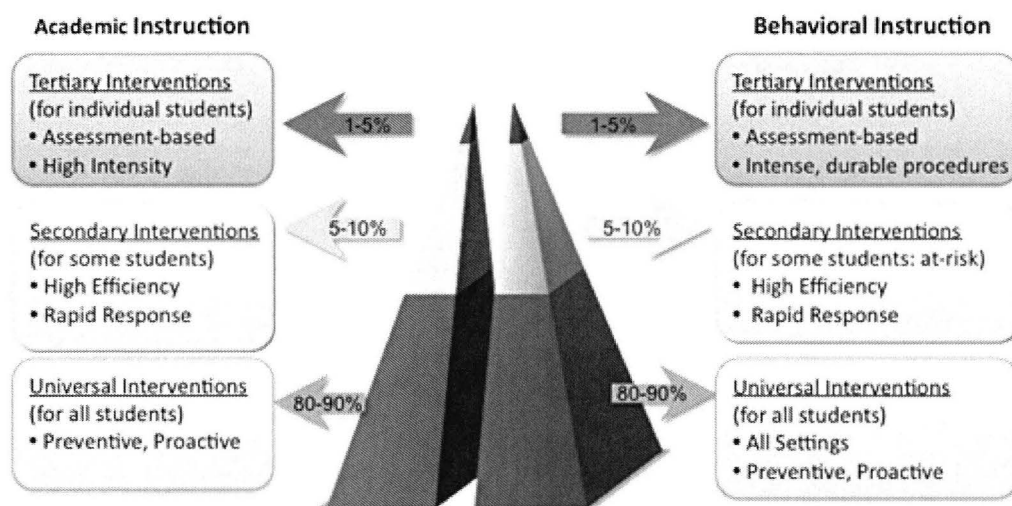 Academic Instruction
Tertiary Interventions
(for individual students)
• Assessment-based
• High Intensity
1-5%
Secondary Interventions
(for some students)
• High Efficiency
• Rapid Response
5-10%
Universal Interventions
(for all students)
• Preventive, Proactive
80-90%
Behavioral Instruction
1-5%
Tertiary Interventions
(for individual students)
• Assessment-based
• Intense, durable procedures
5-10%
Secondary Interventions
(for some students: at-risk)
• High Efficiency
• Rapid Response
80-90%
Universal Interventions
(for all students)
• All Settings
• Preventive, Proactive